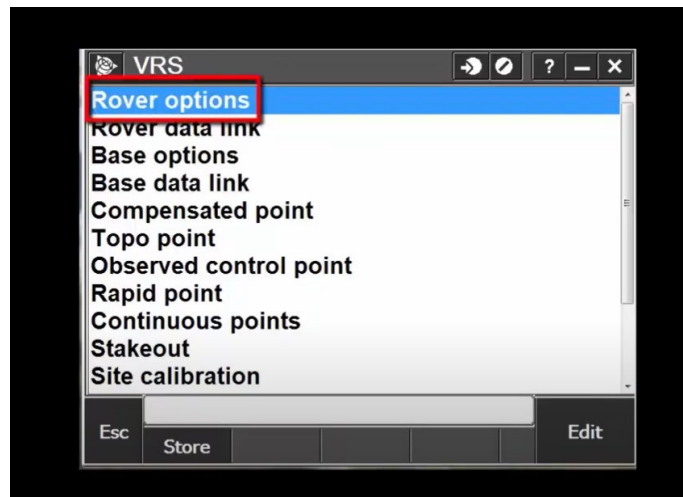 VRS
? – x
Rover options
Rover data link
Base options
Base data link
Compensated point
Topo point
Observed control point
Rapid point
Continuous points
Stakeout
Site calibration
Esc
Store
Edit